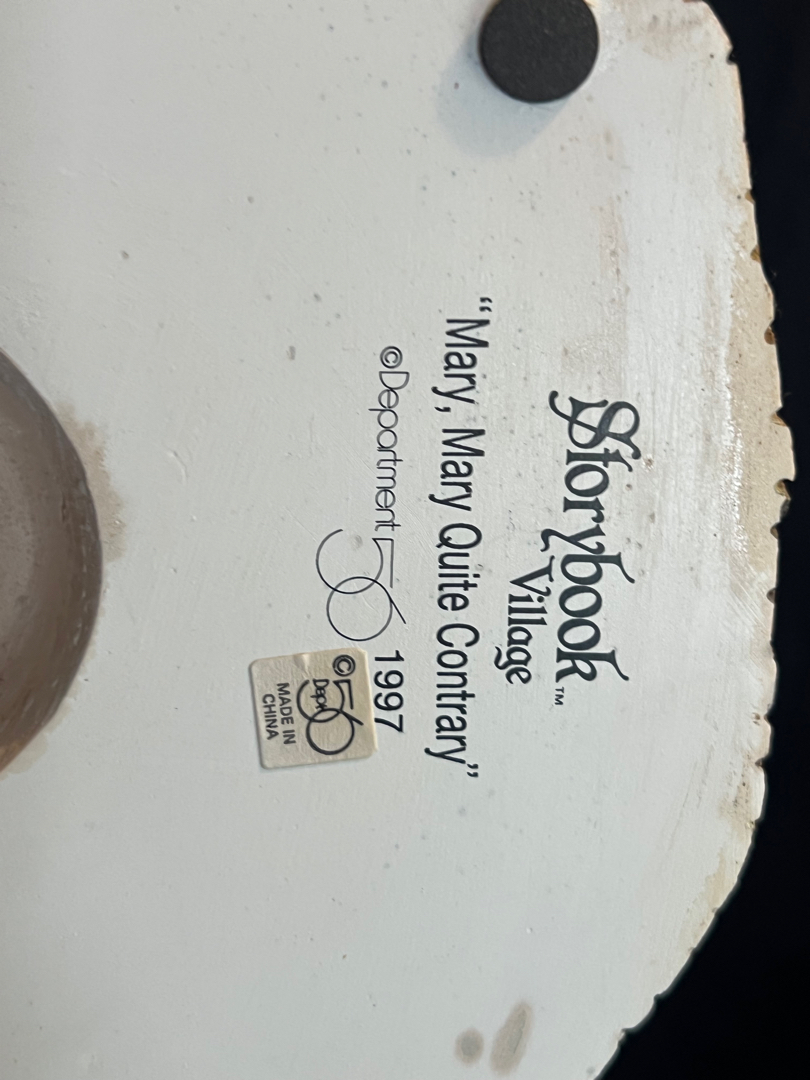 Storybook™
Village
“Mary, Mary Quite Contrary”
©Department 56 1997
©56
Dept
MADE IN
CHINA